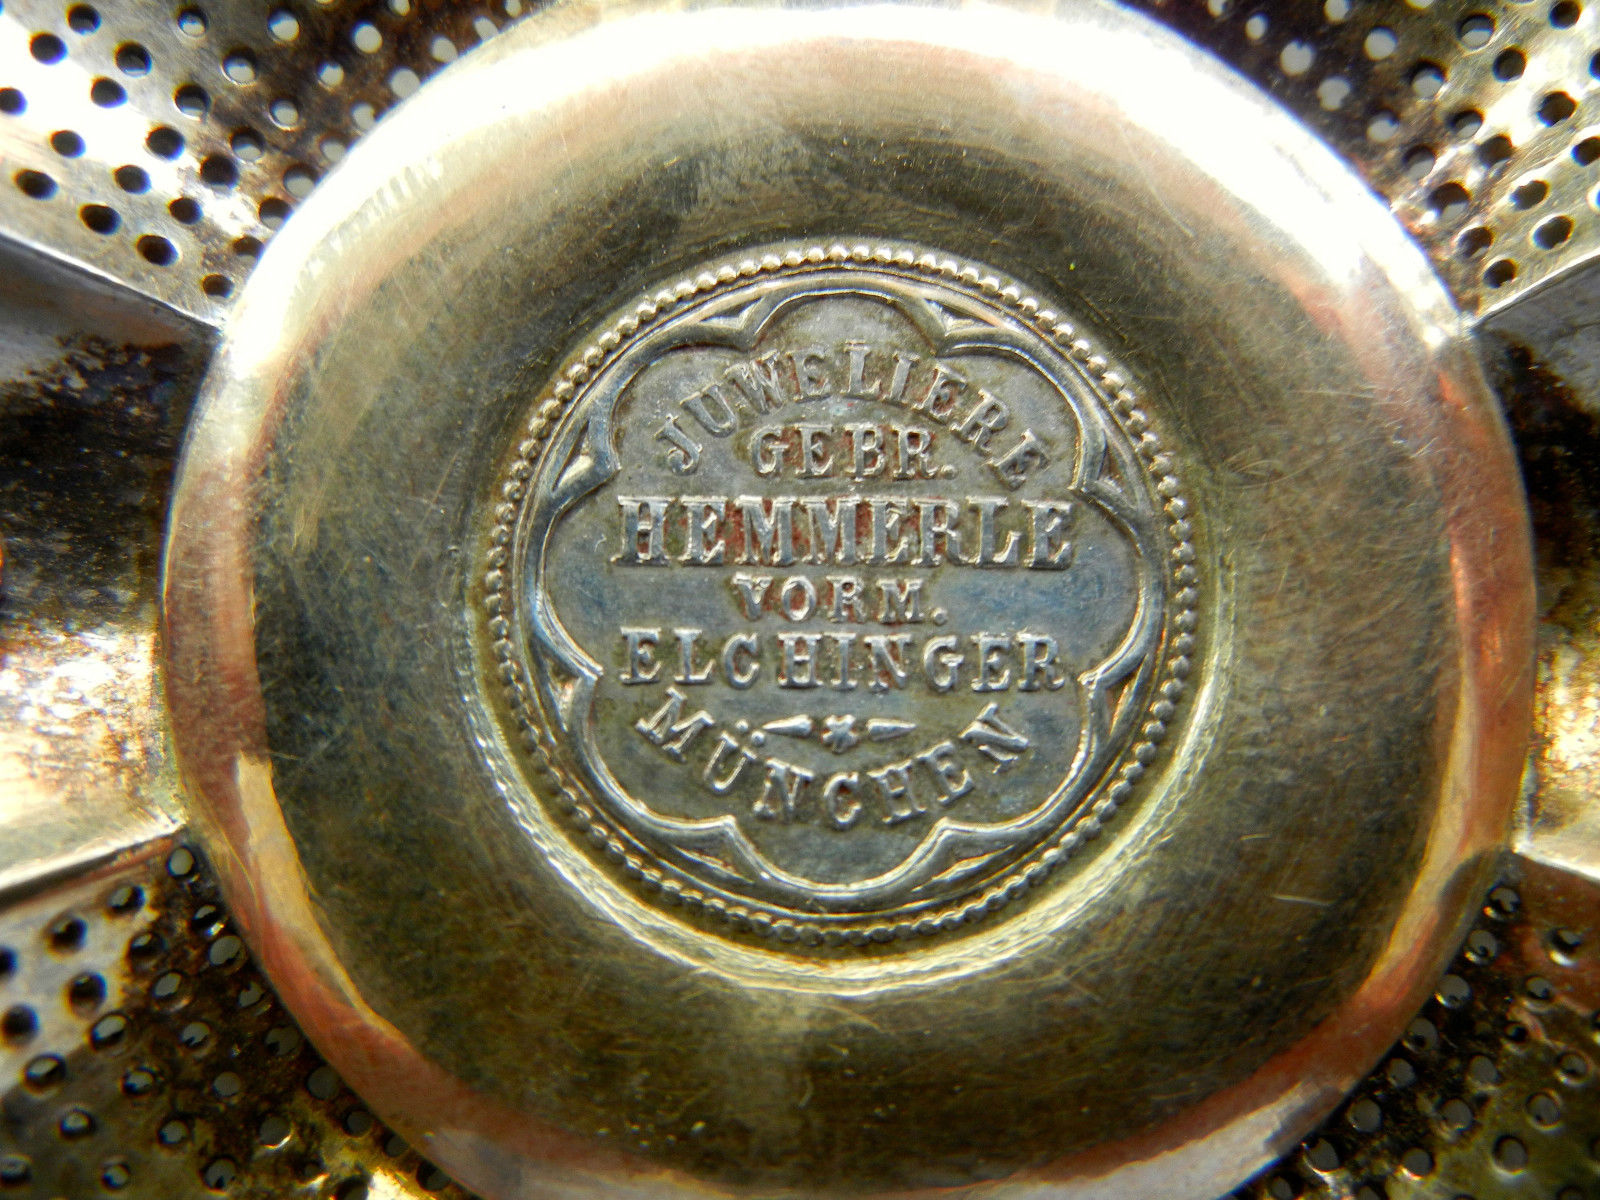 JUWELIERE
GEBR.
HEMMERLE
VORM.
ELCHINGER
MÜNCHEN